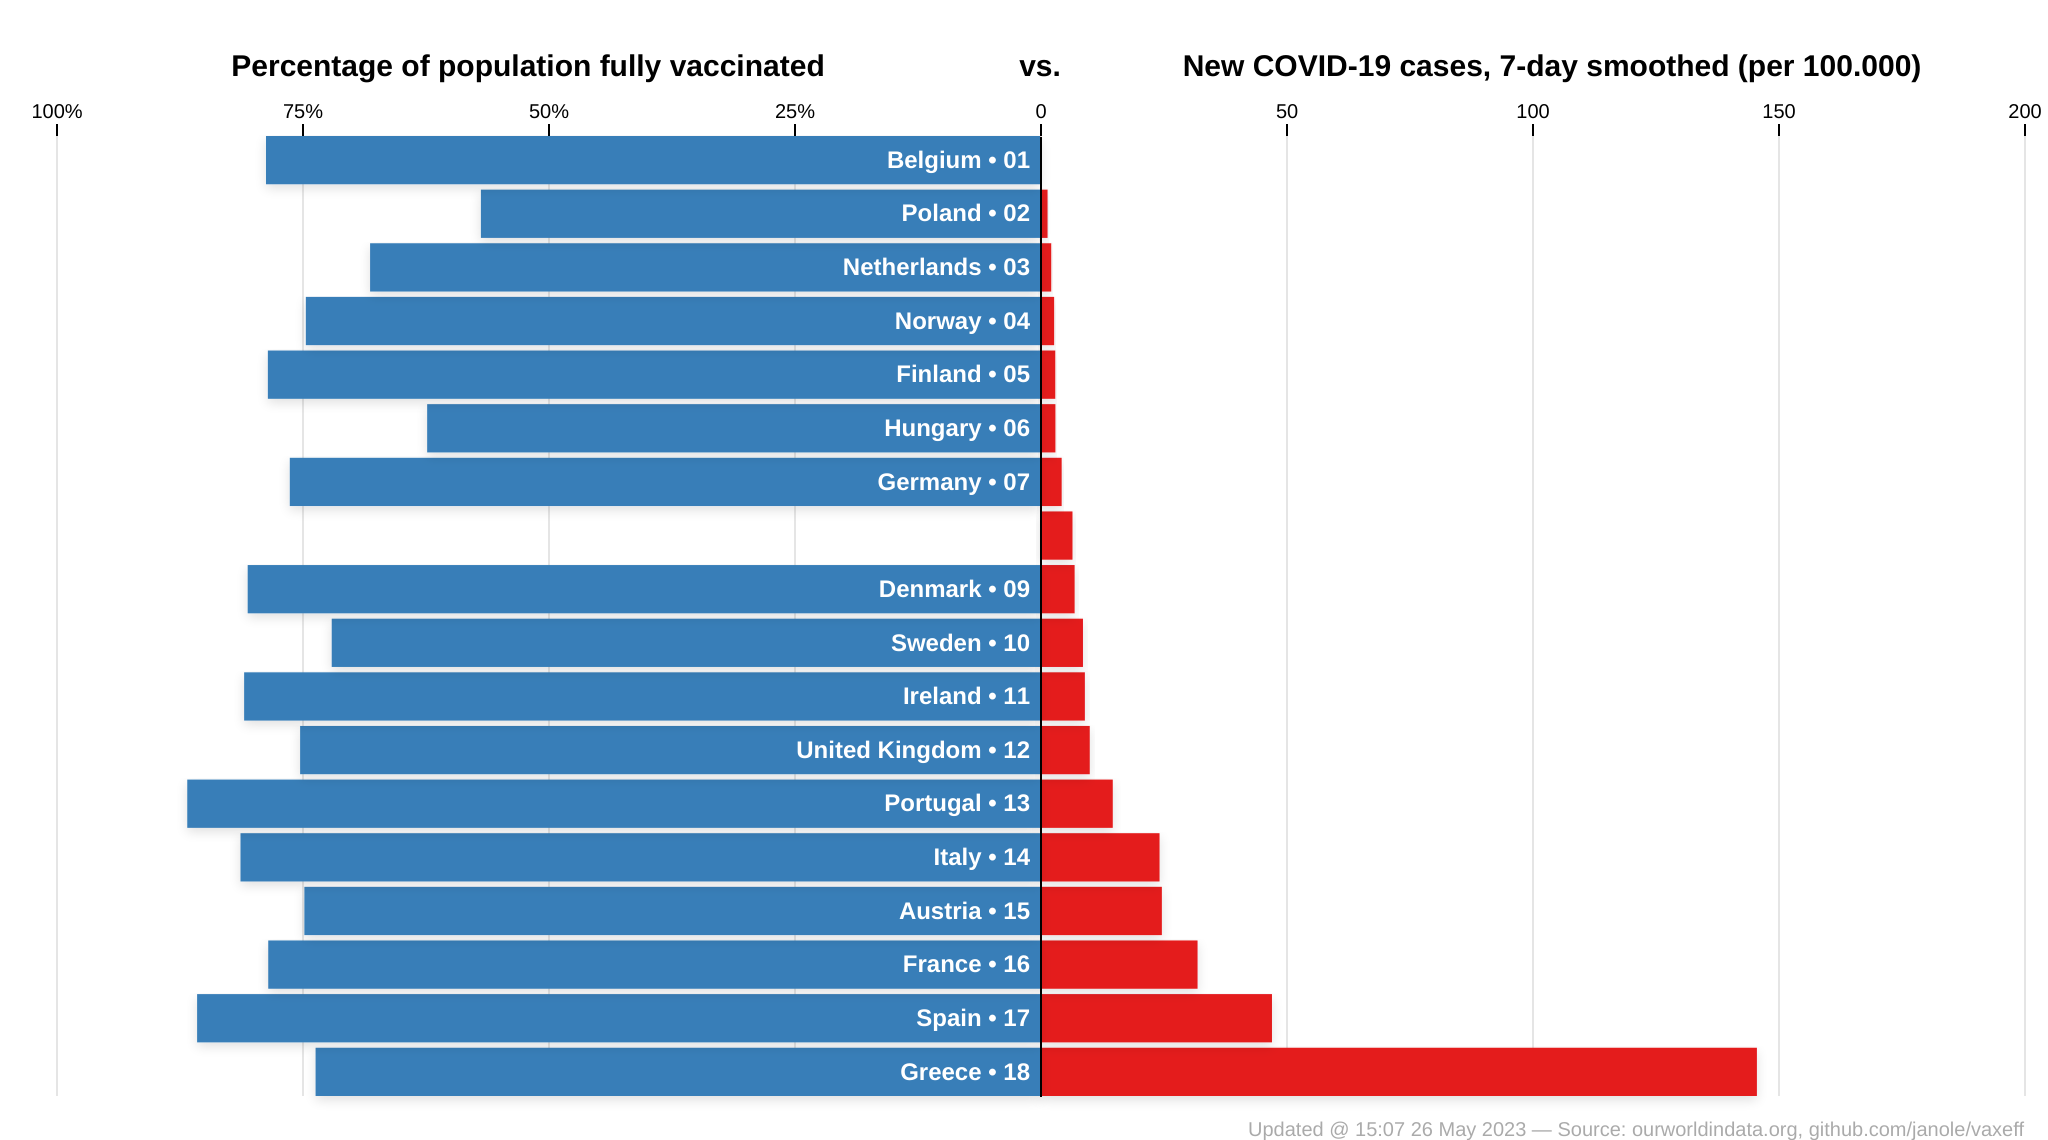 Percentage of population fully vaccinated vs. New COVID-19 cases, 7-day smoothed (per 100.000)
100% 75% 50% 25% 0 50 100 150 200
Belgium • 01
Poland • 02
Netherlands • 03
Norway • 04
Finland • 05
Hungary • 06
Germany • 07
Denmark • 09
Sweden • 10
Ireland • 11
United Kingdom • 12
Portugal • 13
Italy • 14
Austria • 15
France • 16
Spain • 17
Greece • 18
Updated @ 15:07 26 May 2023 — Source: ourworldindata.org, github.com/janole/vaxeff